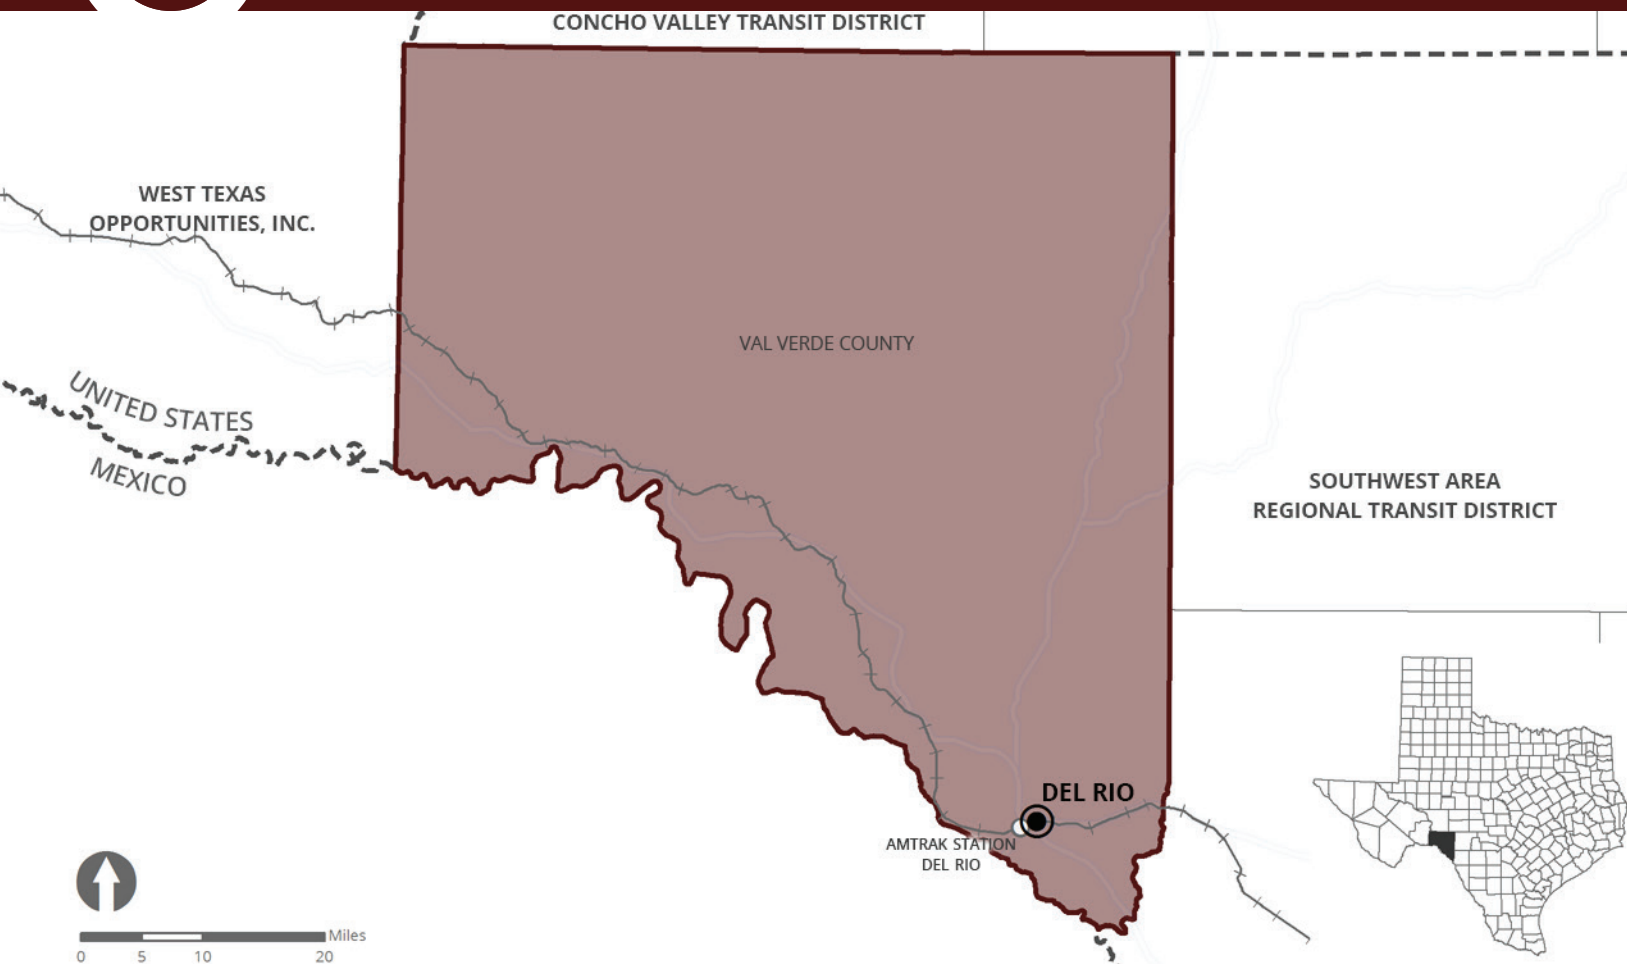 CONCHO VALLEY TRANSIT DISTRICT
WEST TEXAS
OPPORTUNITIES, INC.
VAL VERDE COUNTY
UNITED STATES
MEXICO
SOUTHWEST AREA
REGIONAL TRANSIT DISTRICT
DEL RIO
AMTRAK STATION
DEL RIO
Miles
0 5 10 20